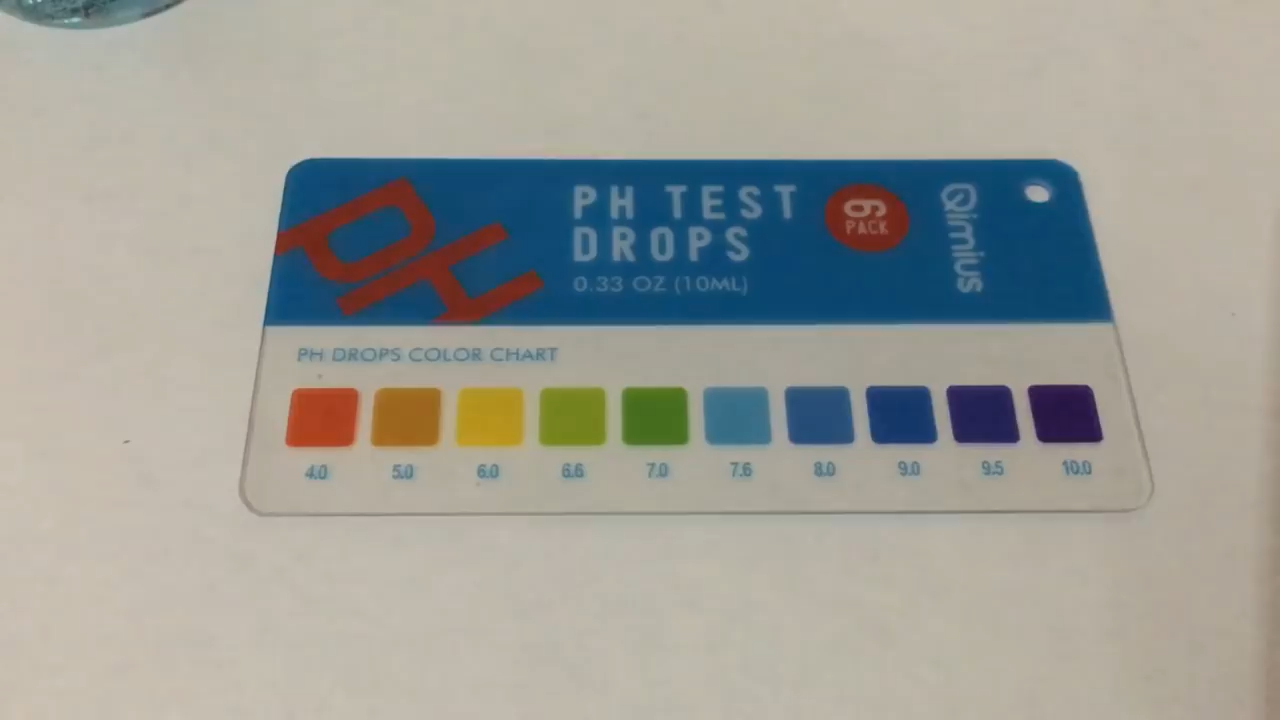 PH
PH TEST
DROPS
0.33 OZ (10ML)
6
PACK
Qimius
PH DROPS COLOR CHART
4.0 5.0 6.0 6.6 7.0 7.6 8.0 9.0 9.5 10.0